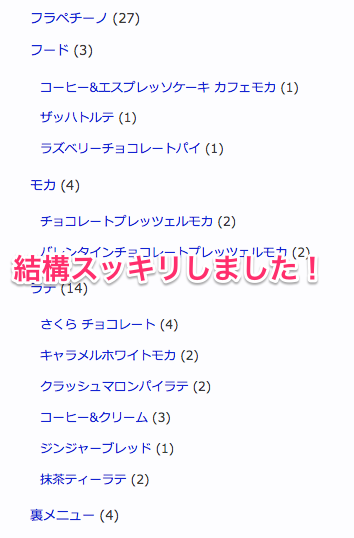 フラペチーノ (27)
フード (3)
コーヒー&エスプレッソケーキ カフェモカ (1)
ザッハトルテ (1)
ラズベリーチョコレートパイ (1)
モカ (4)
チョコレートプレッツェルモカ (2)
バレンタインチョコレートプレッツェルモカ (2)
結構スッキリしました！
ラテ (14)
さくら チョコレート (4)
キャラメルホワイトモカ (2)
クラッシュマロンパイラテ (2)
コーヒー&クリーム (3)
ジンジャーブレッド (1)
抹茶ティーラテ (2)
裏メニュー (4)